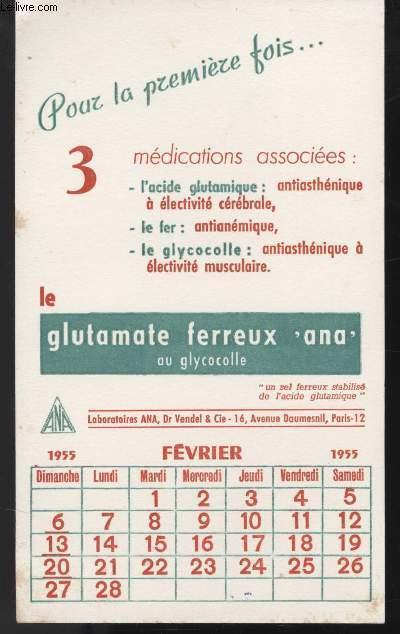 Le-livre.com
Pour la première fois...
3 médications associées :
- l'acide glutamique : antiasthénique
à électivité cérébrale,
- le fer : antianémique,
- le glycocolle : antiasthénique à
électivité musculaire.
le
glutamate ferreux 'ana'
au glycocolle
"un sel ferreux stabilisé
de l'acide glutamique"
ANA
Laboratoires ANA, Dr Vendel & Cie - 16, Avenue Daumesnil, Paris-12
1955 FÉVRIER 1955
Dimanche Lundi Mardi Mercredi Jeudi Vendredi Samedi
1 2 3 4 5
6 7 8 9 10 11 12
13 14 15 16 17 18 19
20 21 22 23 24 25 26
27 28